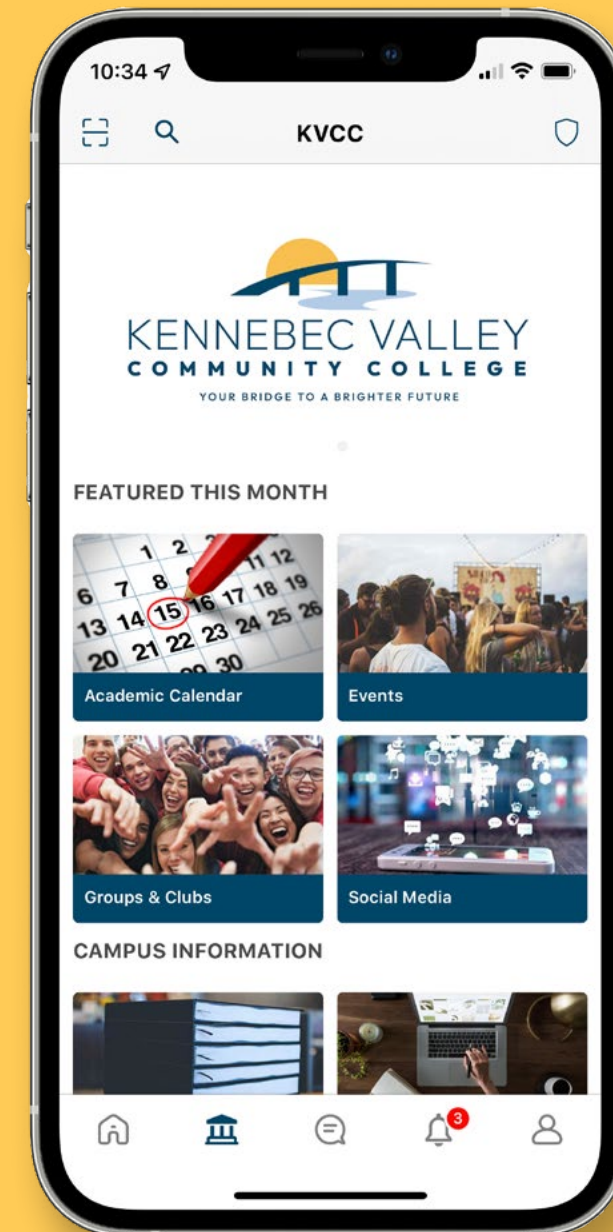 10:34
KVCC
KENNEBEC VALLEY
COMMUNITY COLLEGE
YOUR BRIDGE TO A BRIGHTER FUTURE
FEATURED THIS MONTH
1 2
6 7 8 11 12
13 14 15 16 17 18 19
20 21 22 23 24 25 26
30
Academic Calendar
Events
Groups & Clubs
Social Media
CAMPUS INFORMATION
3